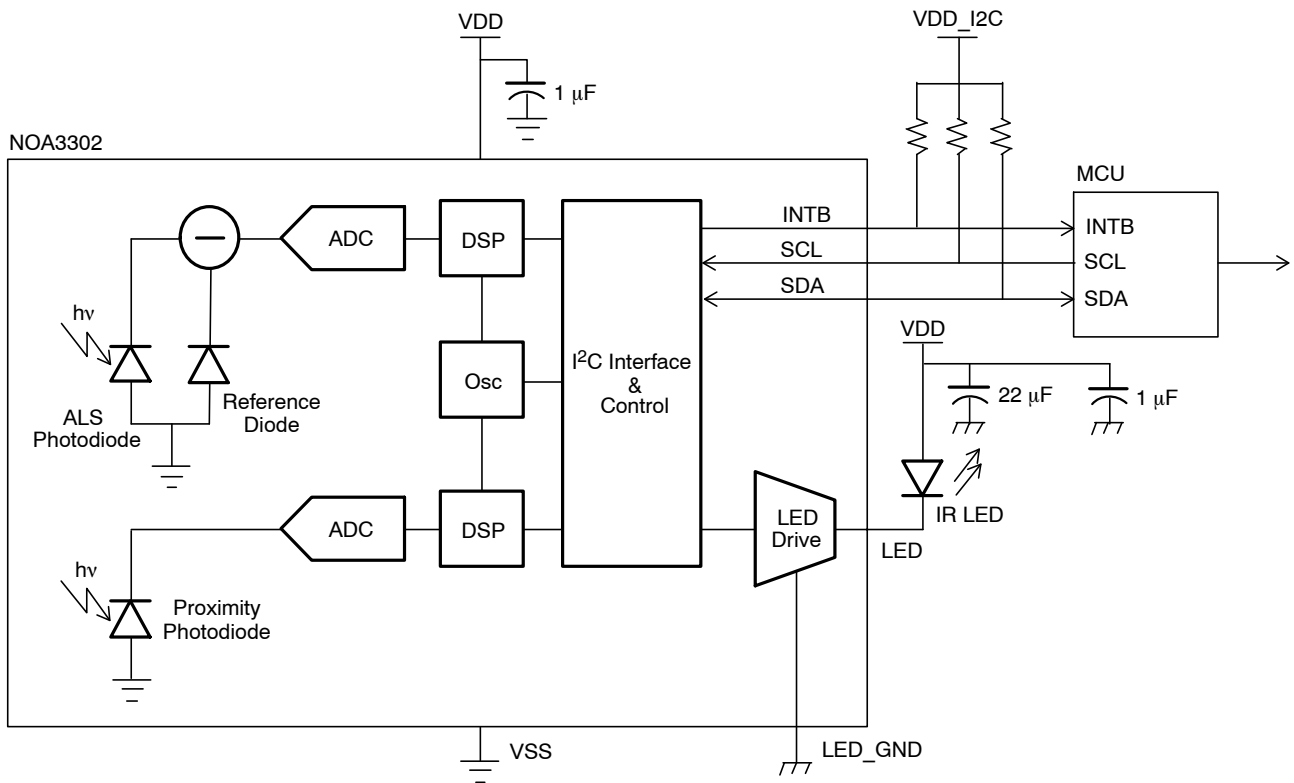 VDD
VDD_I2C
1 μF
NOA3302
MCU
ADC
DSP
INTB
INTB
SCL
SCL
SDA
SDA
hν
VDD
I²C Interface
&
Control
Osc
22 μF
1 μF
Reference
Diode
ALS
Photodiode
LED
Drive
IR LED
ADC
DSP
LED
hν
Proximity
Photodiode
VSS
LED_GND